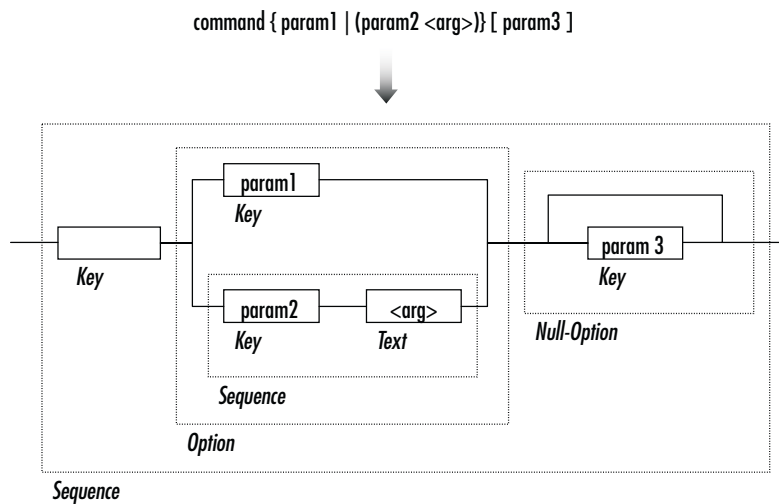 command { param1 | (param2 <arg>)} [ param3 ]
param1
Key
Key
param 3
Key
param2
<arg>
Key
Text
Null-Option
Sequence
Option
Sequence